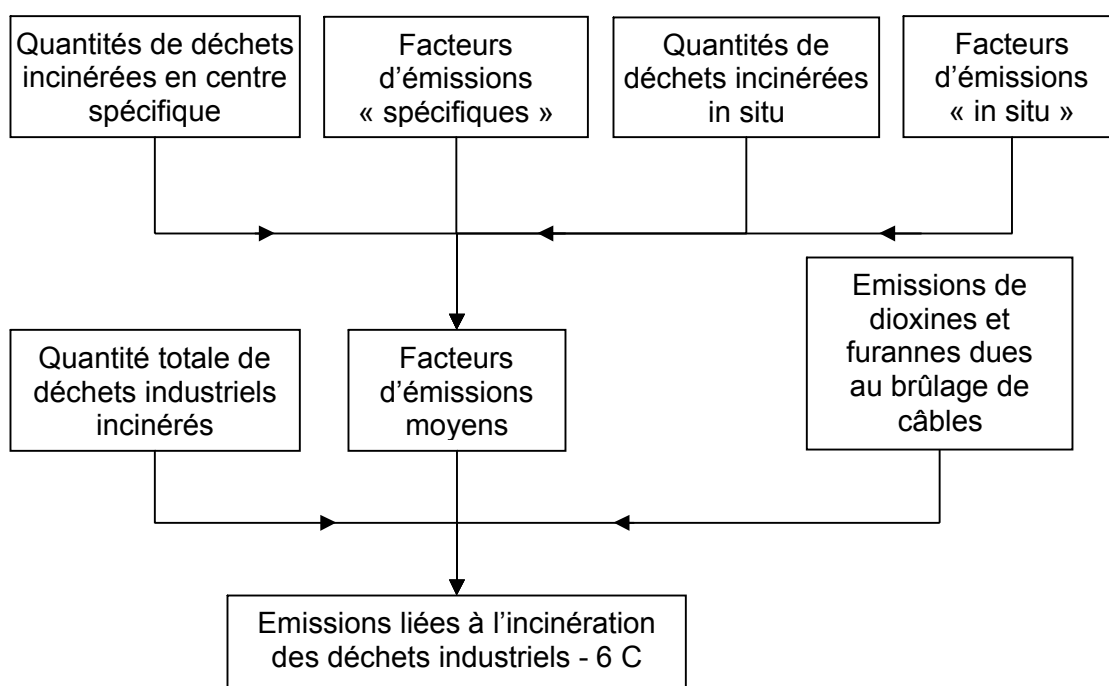 Quantités de déchets
incinérées en centre
spécifique
Facteurs
d’émissions
« spécifiques »
Quantités de
déchets incinérées
in situ
Facteurs
d’émissions
« in situ »
Quantité totale de
déchets industriels
incinérés
Facteurs
d’émissions
moyens
Emissions de
dioxines et
furannes dues
au brûlage de
câbles
Emissions liées à l’incinération
des déchets industriels - 6 C